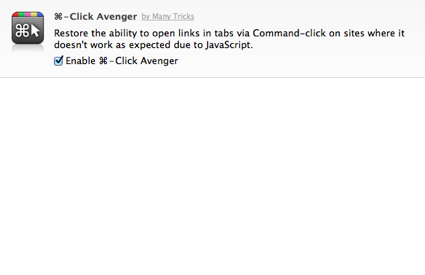 ⌘-Click Avenger by Many Tricks
Restore the ability to open links in tabs via Command-click on sites where it
doesn't work as expected due to JavaScript.
Enable ⌘-Click Avenger